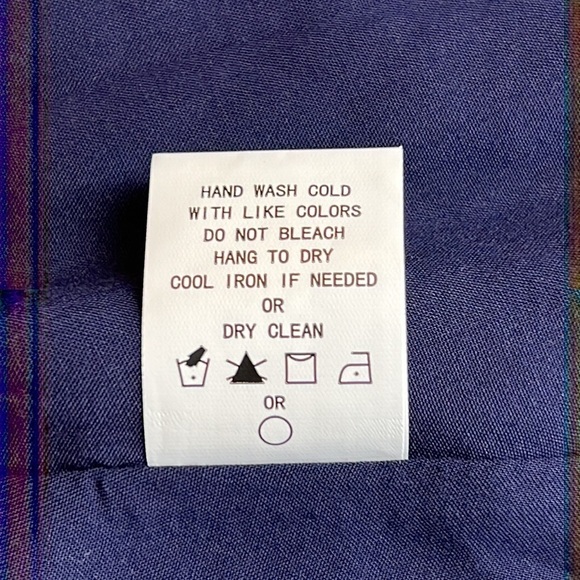 HAND WASH COLD
WITH LIKE COLORS
DO NOT BLEACH
HANG TO DRY
COOL IRON IF NEEDED
OR
DRY CLEAN
OR